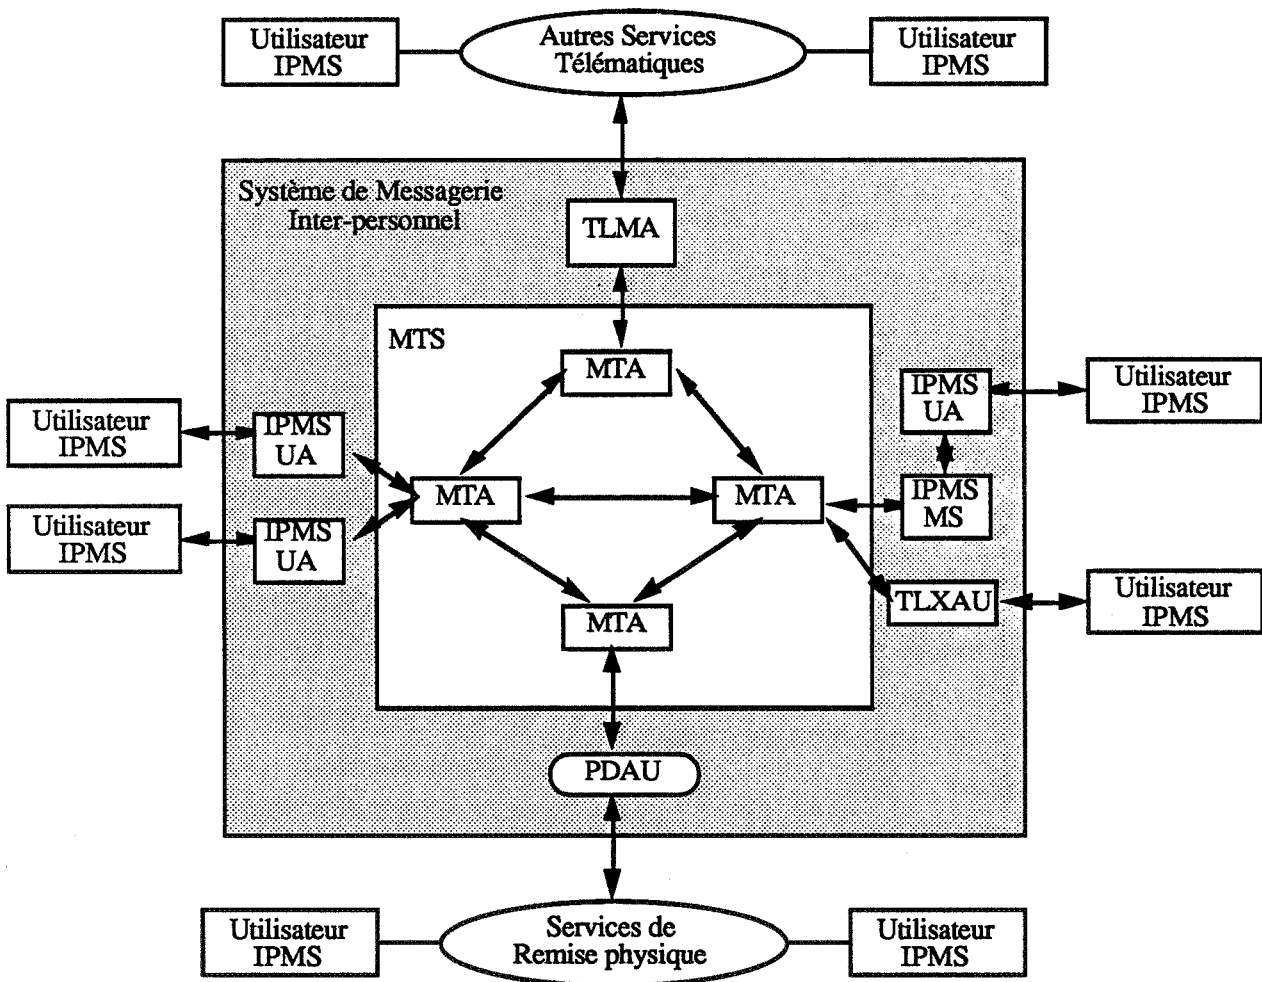 Utilisateur
IPMS
Autres Services
Télématiques
Utilisateur
IPMS
Système de Messagerie
Inter-personnel
TLMA
MTS
MTA
IPMS
UA
Utilisateur
IPMS
Utilisateur
IPMS
IPMS
UA
MTA
MTA
IPMS
MS
Utilisateur
IPMS
IPMS
UA
MTA
TLXAU
Utilisateur
IPMS
PDAU
Utilisateur
IPMS
Services de
Remise physique
Utilisateur
IPMS